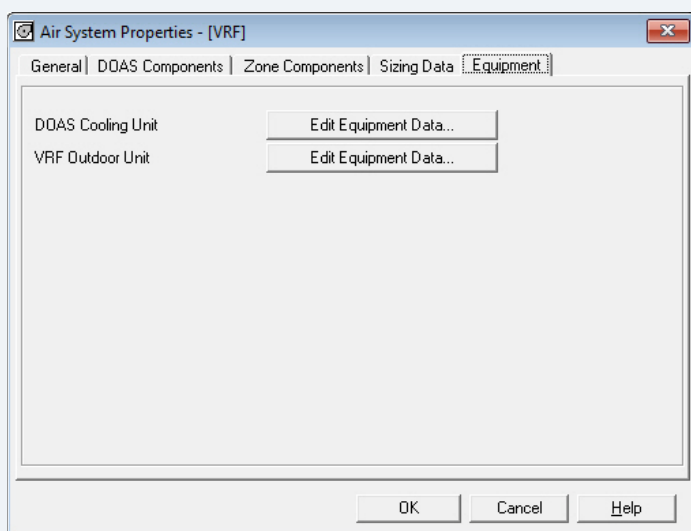 Air System Properties - [VRF]
General DOAS Components Zone Components Sizing Data Equipment
DOAS Cooling Unit Edit Equipment Data...
VRF Outdoor Unit Edit Equipment Data...
OK Cancel Help